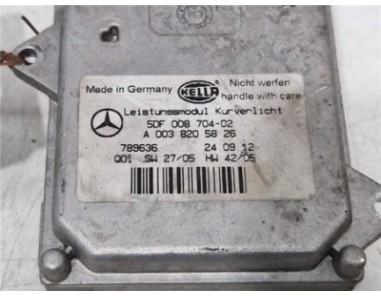 Made in Germany HELLA Nicht werfen
handle with care
Leistungsmodul Kurvenlicht
5DF 008 704-02
A 003 820 58 26
789636 24 09 12
Q01 SW 27/05 HW 42/05